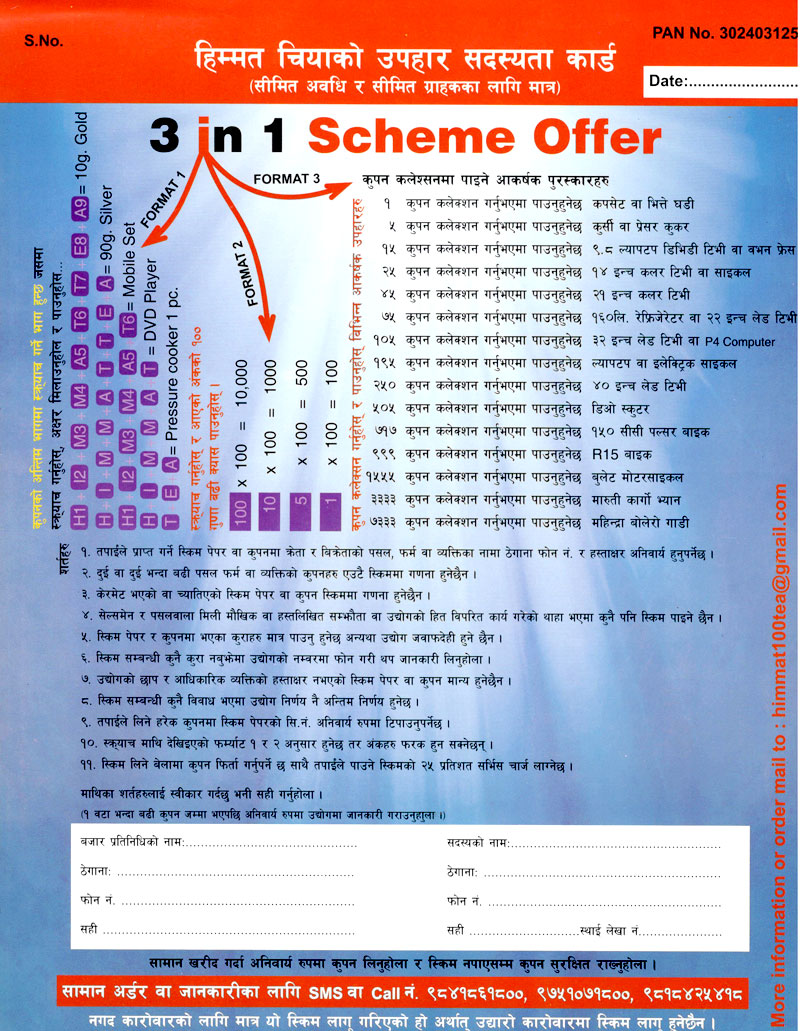 S.No.
PAN No. 302403125
हिम्मत चियाको उपहार सदस्यता कार्ड
(सीमित अवधि र सीमित ग्राहकका लागि मात्र)
Date:........................
3 in 1 Scheme Offer
FORMAT 1
FORMAT 2
FORMAT 3
कुपनको अन्तिम भागमा स्क्र्याच गर्ने भाग हुन्छ जसमा
स्क्र्याच गर्नुहोस्, अक्षर मिलाउनुहोस र पाउनुहोस...
H1 + I2 + M3 + M4 + A5 + T6 + T7 + E8 + A9 = 10g. Gold
H + I + M + M + A + T + T + E + A = 90g. Silver
H1 + I2 + M3 + M4 + A5 + T6 = Mobile Set
H + I + M + M + A + T = DVD Player
T + E + A = Pressure cooker 1 pc.
स्क्र्याच गर्नुहोस् र आएको अंकको १००
गुणा बढी क्यास पाउनुहोस् ।
100 x 100 = 10,000
10 x 100 = 1000
5 x 100 = 500
1 x 100 = 100
कुपन कलेक्सन गर्नुहोस् र पाउनुहोस् विभिन्न आकर्षक उपहारहरु
कुपन कलेश्सनमा पाइने आकर्षक पुरस्कारहरु
१ कुपन कलेक्शन गर्नुभएमा पाउनुहुनेछ कपसेट वा भित्ते घडी
५ कुपन कलेक्शन गर्नुभएमा पाउनुहुनेछ कुर्सी वा प्रेसर कुकर
१५ कुपन कलेक्शन गर्नुभएमा पाउनुहुनेछ ९.८ ल्यापटप डिभिडी टिभी वा वभन फ्रेस
२५ कुपन कलेक्शन गर्नुभएमा पाउनुहुनेछ १४ इन्च कलर टिभी वा साइकल
४५ कुपन कलेक्शन गर्नुभएमा पाउनुहुनेछ २१ इन्च कलर टिभी
७५ कुपन कलेक्शन गर्नुभएमा पाउनुहुनेछ १६०लि. रेफ्रिजेरेटर वा २२ इन्च लेड टिभी
१०५ कुपन कलेक्शन गर्नुभएमा पाउनुहुनेछ ३२ इन्च लेड टिभी वा P4 Computer
१९५ कुपन कलेक्शन गर्नुभएमा पाउनुहुनेछ ल्यापटप वा इलेक्ट्रिक साइकल
२५० कुपन कलेक्शन गर्नुभएमा पाउनुहुनेछ ४० इन्च लेड टिभी
५०५ कुपन कलेक्शन गर्नुभएमा पाउनुहुनेछ डिओ स्कुटर
७१७ कुपन कलेक्शन गर्नुभएमा पाउनुहुनेछ १५० सीसी पल्सर बाइक
९९९ कुपन कलेक्शन गर्नुभएमा पाउनुहुनेछ R15 बाइक
१५५५ कुपन कलेक्शन गर्नुभएमा पाउनुहुनेछ बुलेट मोटरसाइकल
३३३३ कुपन कलेक्शन गर्नुभएमा पाउनुहुनेछ मारुती कार्गो भ्यान
७३३३ कुपन कलेक्शन गर्नुभएमा पाउनुहुनेछ महिन्द्रा बोलेरो गाडी
शर्तहरु
१. तपाईले प्राप्त गर्ने स्किम पेपर वा कुपनमा क्रेता र बिक्रेताको पसल, फर्म वा व्यक्तिका नामा ठेगाना फोन नं. र हस्ताक्षर अनिवार्य हुनुपर्नेछ ।
२. दुई वा दुई भन्दा बढी पसल फर्म वा व्यक्तिको कुपनहरु एउटै स्किममा गणना हुनेछैन ।
३. केरमेट भएको वा च्यातिएको स्किम पेपर वा कुपन स्किममा गणना हुनेछैन ।
४. सेल्समेन र पसलवाला मिली मौखिक वा हस्तलिखित सम्झौता वा उद्योगको हित विपरित कार्य गरेको थाहा भएमा कुनै पनि स्किम पाइने छैन ।
५. स्किम पेपर र कुपनमा भएका कुराहरु मात्र पाउनु हुनेछ अन्यथा उद्योग जवाफदेही हुने छैन ।
६. स्किम सम्बन्धी कुनै कुरा नबुझेमा उद्योगको नम्वरमा फोन गरी थप जानकारी लिनुहोला ।
७. उद्योगको छाप र आधिकारिक व्यक्तिको हस्ताक्षर नभएको स्किम पेपर वा कुपन मान्य हुनेछैन ।
८. स्किम सम्बन्धी कुनै विवाध भएमा उद्योग निर्णय नै अन्तिम निर्णय हुनेछ ।
९. तपाईले लिने हरेक कुपनमा स्किम पेपरको सि.नं. अनिवार्य रुपमा टिपाउनुपर्नेछ ।
१०. स्क्र्याच माथि देखिइएको फर्म्याट १ र २ अनुसार हुनेछ तर अंकहरु फरक हुन सक्नेछन् ।
११. स्किम लिने बेलामा कुपन फिर्ता गर्नुपर्ने छ साथै तपाईले पाउने स्किमको २५ प्रतिशत सर्भिस चार्ज लाग्नेछ ।
माथिका शर्तहरुलाई स्वीकार गर्दछु भनी सही गर्नुहोला ।
(१ वटा भन्दा बढी कुपन जम्मा भएपछि अनिवार्य रुपमा उद्योगमा जानकारी गराउनुहाुला ।)
बजार प्रतिनिधिको नाम:........................................
ठेगाना: ........................................
फोन नं. ........................................
सही ........................................
सदस्यको नाम:........................................
ठेगाना: ........................................
फोन नं. ........................................
सही ..............................स्थाई लेखा नं......................
सामान खरीद गर्दा अनिवार्य रुपमा कुपन लिनुहोला र स्किम नपाएसम्म कुपन सुरक्षित राख्नुहोला ।
सामान अर्डर वा जानकारीका लागि SMS वा Call नं. ९८४१८६१८००, ९७५१०७१८००, ९८१८४२५४१८
नगद कारोवारको लागि मात्र यो स्किम लागू गरिएको हो अर्थात् उद्यारो कारोवारमा स्किम लागू हुनेछैन ।
More information or order mail to : himmat100tea@gmail.com